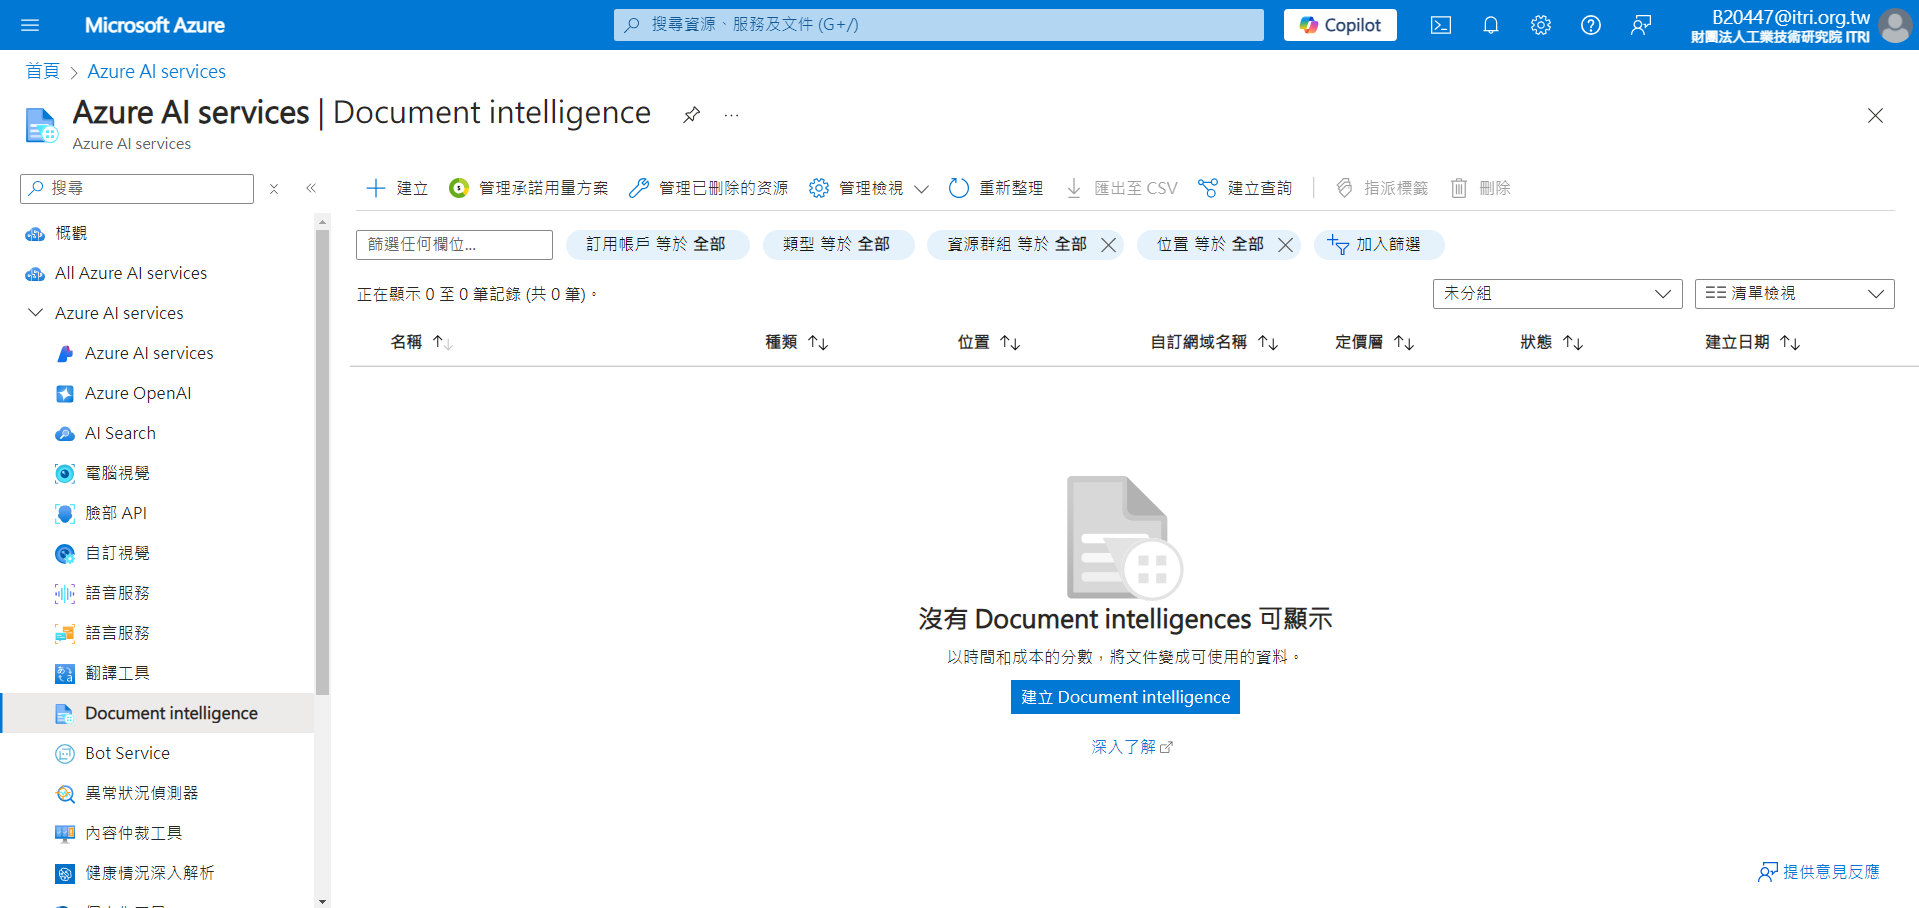 Microsoft Azure
搜尋資源、服務及文件 (G+/)
Copilot
B20447@itri.org.tw
財團法人工業技術研究院 ITRI
首頁 > Azure AI services
Azure AI services | Document intelligence
Azure AI services
搜尋
建立 管理承諾用量方案 管理已刪除的资源 管理檢視 重新整理 匯出至 CSV 建立查詢 指派標籤 刪除
概觀
All Azure AI services
Azure AI services
Azure AI services
Azure OpenAI
AI Search
電腦視覺
臉部 API
自訂視覺
語音服務
語言服務
翻譯工具
Document intelligence
Bot Service
異常狀況偵測器
內容仲裁工具
健康情況深入解析
篩選任何欄位...
訂用帳戶 等於 全部
類型 等於 全部
資源群組 等於 全部
位置 等於 全部
加入篩選
正在顯示 0 至 0 筆記錄 (共 0 筆)。
未分組
清單檢視
名稱 種類 位置 自訂網域名稱 定價層 狀態 建立日期
沒有 Document intelligences 可顯示
以時間和成本的分數，將文件變成可使用的資料。
建立 Document intelligence
深入了解
提供意見反應